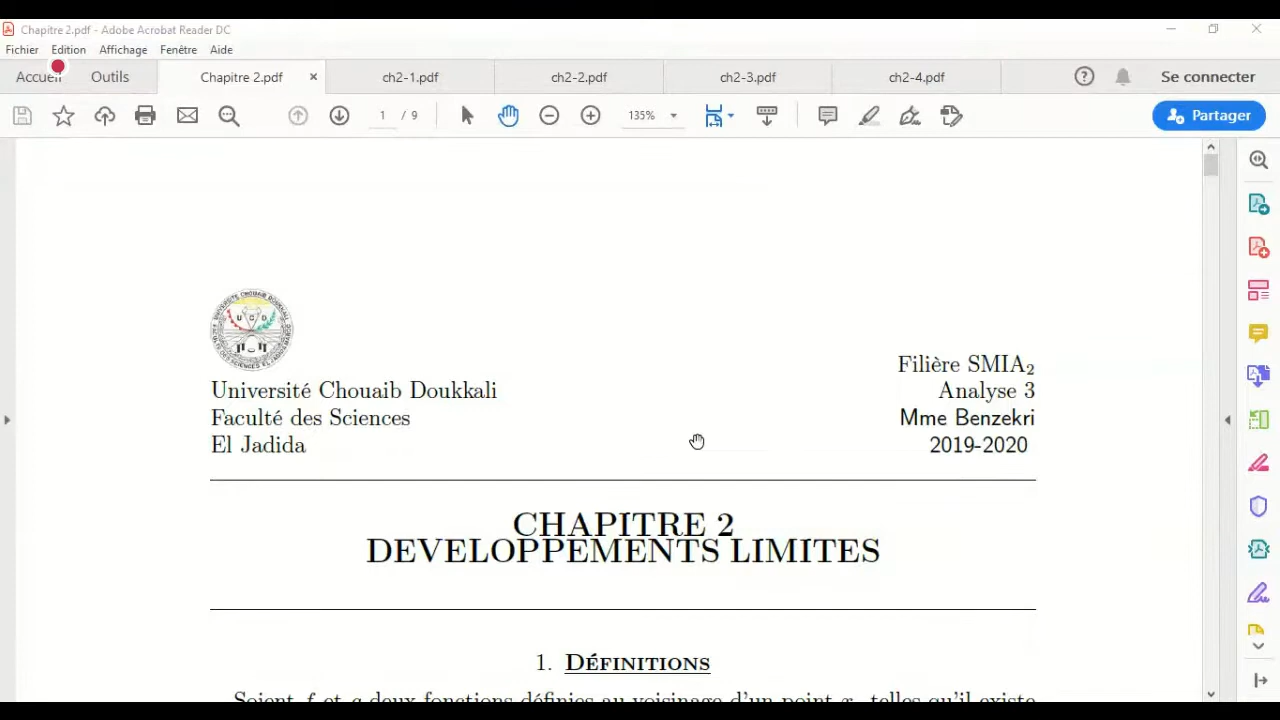 Chapitre 2.pdf - Adobe Acrobat Reader DC
Fichier Edition Affichage Fenêtre Aide
Accueil Outils Chapitre 2.pdf × ch2-1.pdf ch2-2.pdf ch2-3.pdf ch2-4.pdf Se connecter
1 / 9 135% Partager
UCD
Université Chouaib Doukkali
Faculté des Sciences
El Jadida
Filière SMIA₂
Analyse 3
Mme Benzekri
2019-2020
CHAPITRE 2
DEVELOPPEMENTS LIMITES
1. DÉFINITIONS
Soient f et g deux fonctions définies au voisinage d'un point x telles qu'il existe